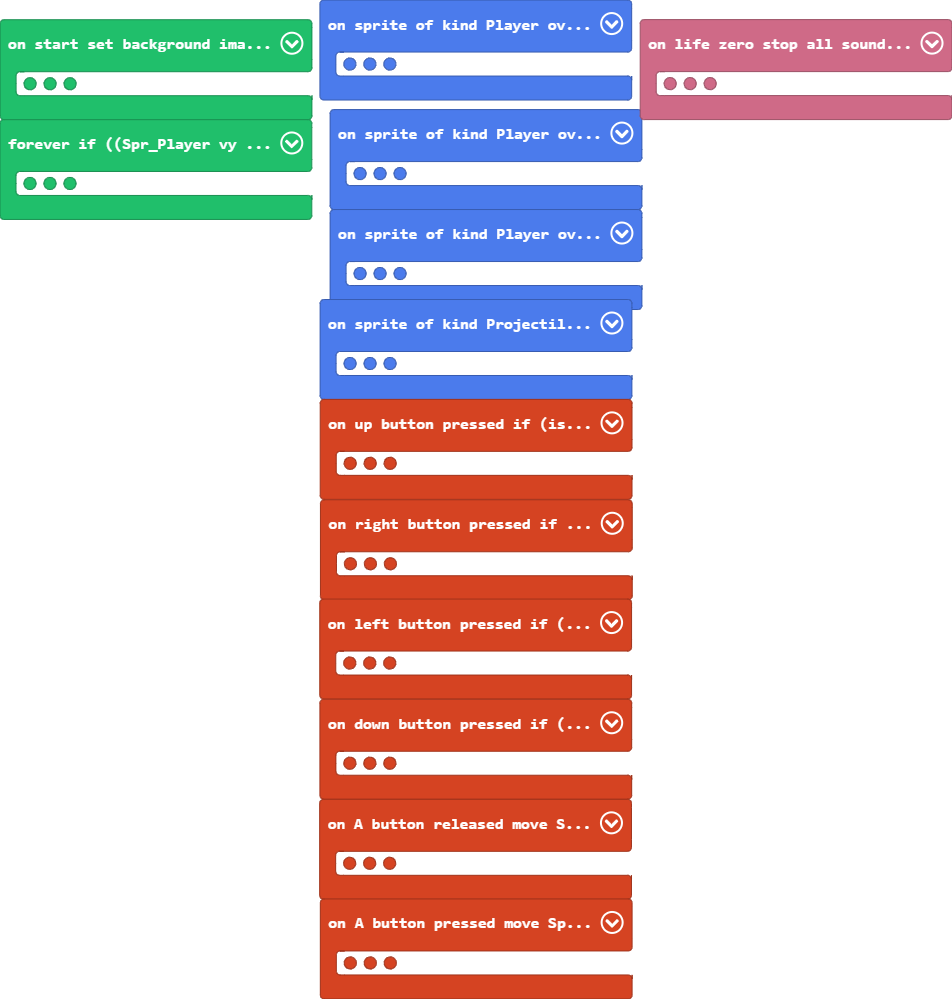 on start set background ima...
forever if ((Spr_Player vy ...
on sprite of kind Player ov...
on sprite of kind Player ov...
on sprite of kind Player ov...
on sprite of kind Projectil...
on up button pressed if (is...
on right button pressed if ...
on left button pressed if (...
on down button pressed if (...
on A button released move S...
on A button pressed move Sp...
on life zero stop all sound...